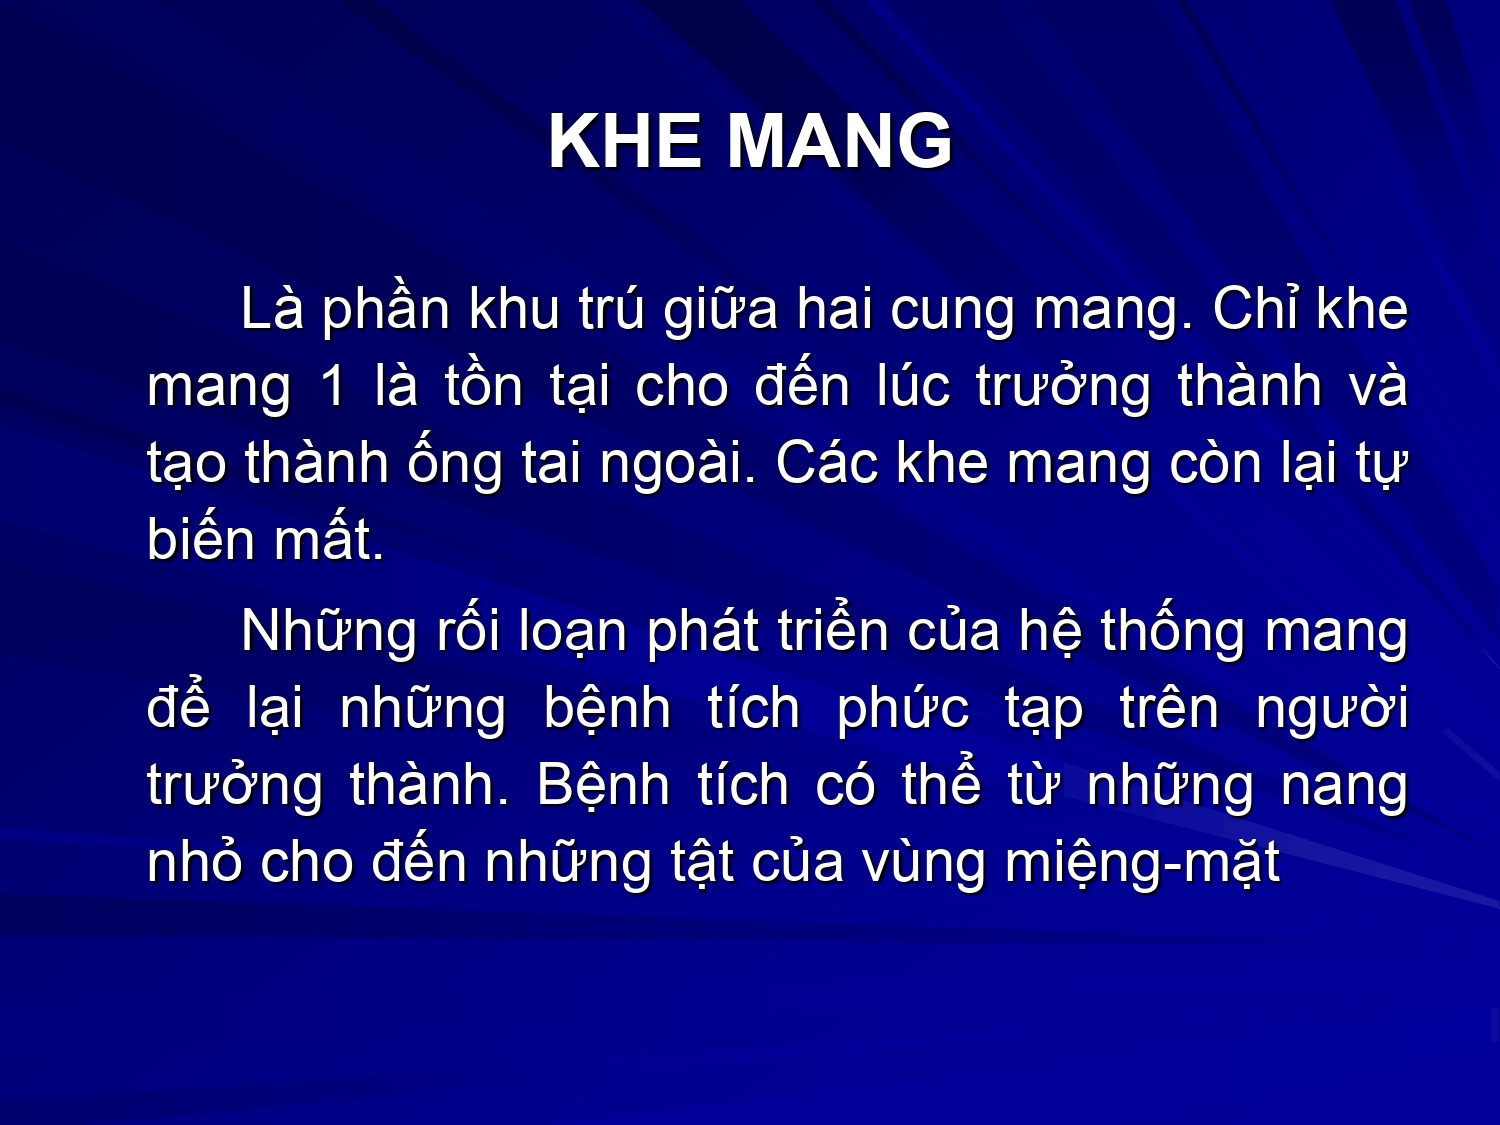 KHE MANG
Là phần khu trú giữa hai cung mang. Chỉ khe
mang 1 là tồn tại cho đến lúc trưởng thành và
tạo thành ống tai ngoài. Các khe mang còn lại tự
biến mất.
Những rối loạn phát triển của hệ thống mang
để lại những bệnh tích phức tạp trên người
trưởng thành. Bệnh tích có thể từ những nang
nhỏ cho đến những tật của vùng miệng-mặt